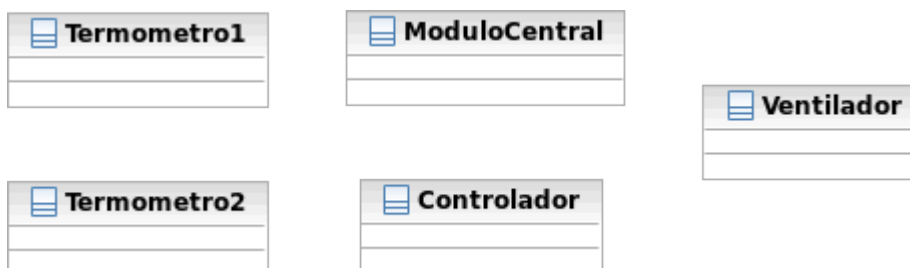 Termometro1
ModuloCentral
Ventilador
Termometro2
Controlador